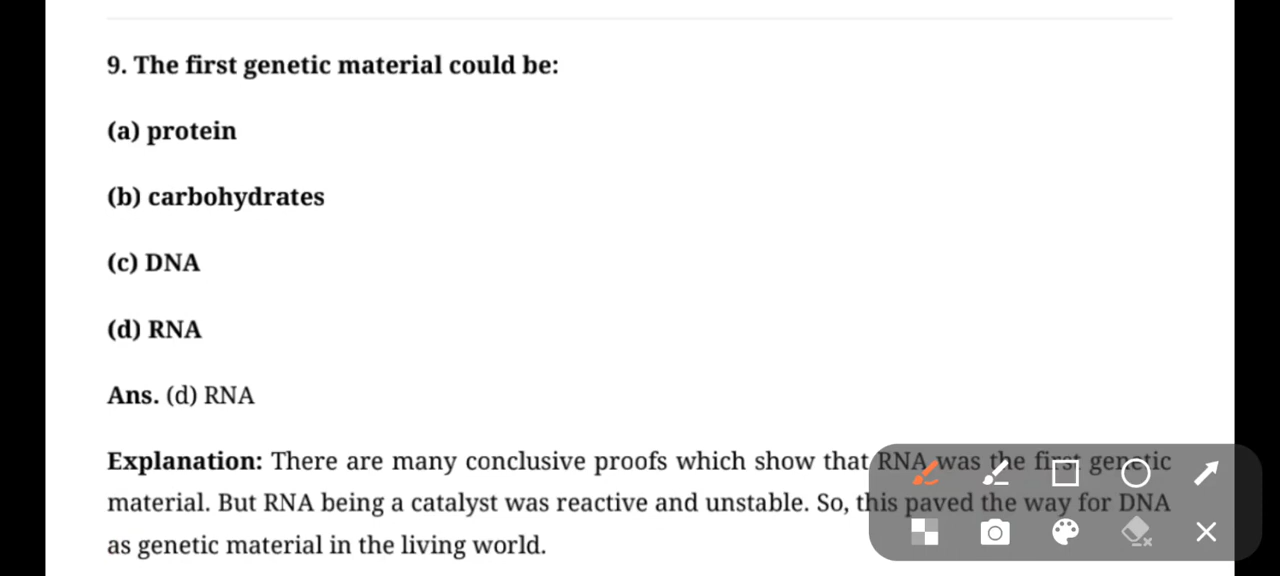 9. The first genetic material could be:
(a) protein
(b) carbohydrates
(c) DNA
(d) RNA
Ans. (d) RNA
Explanation: There are many conclusive proofs which show that RNA was the first genetic
material. But RNA being a catalyst was reactive and unstable. So, this paved the way for DNA
as genetic material in the living world.